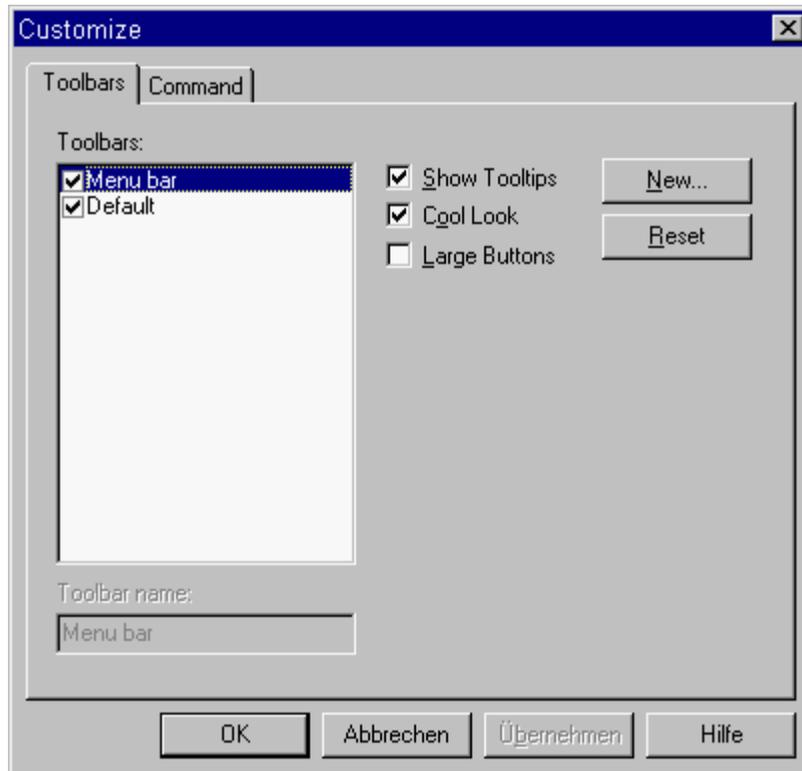 Customize
Toolbars
Command
Toolbars:
Menu bar
Default
Show Tooltips
Cool Look
Large Buttons
New...
Reset
Toolbar name:
Menu bar
OK
Abbrechen
Übernehmen
Hilfe